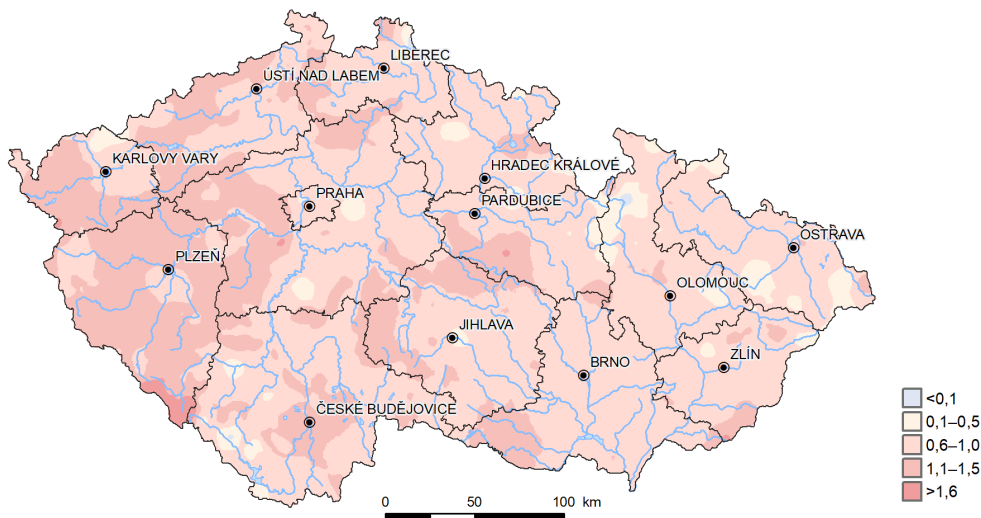 LIBEREC
ÚSTÍ NAD LABEM
KARLOVY VARY
HRADEC KRÁLOVÉ
PRAHA
PARDUBICE
OSTRAVA
PLZEŇ
OLOMOUC
JIHLAVA
BRNO
ZLÍN
ČESKÉ BUDĚJOVICE
<0,1
0,1–0,5
0,6–1,0
1,1–1,5
>1,6
0 50 100 km